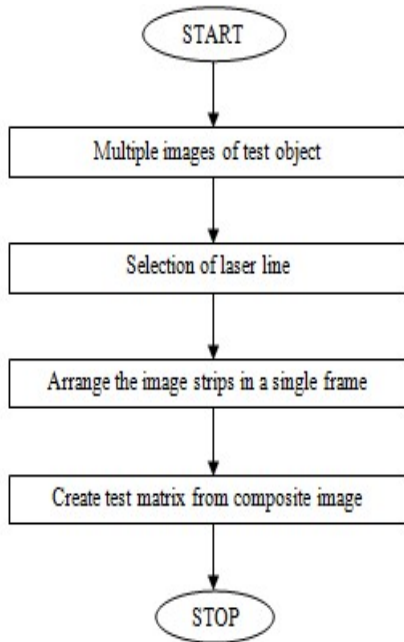 START
Multiple images of test object
Selection of laser line
Arrange the image strips in a single frame
Create test matrix from composite image
STOP